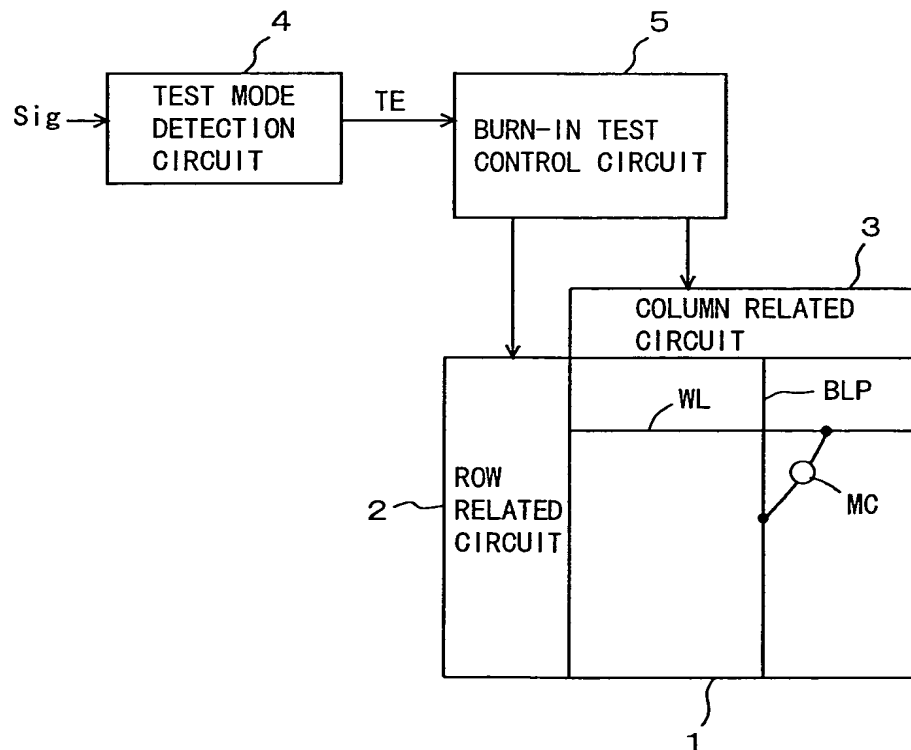 4
5
Sig
TEST MODE
DETECTION
CIRCUIT
TE
BURN-IN TEST
CONTROL CIRCUIT
3
COLUMN RELATED
CIRCUIT
WL
BLP
2
ROW
RELATED
CIRCUIT
MC
1